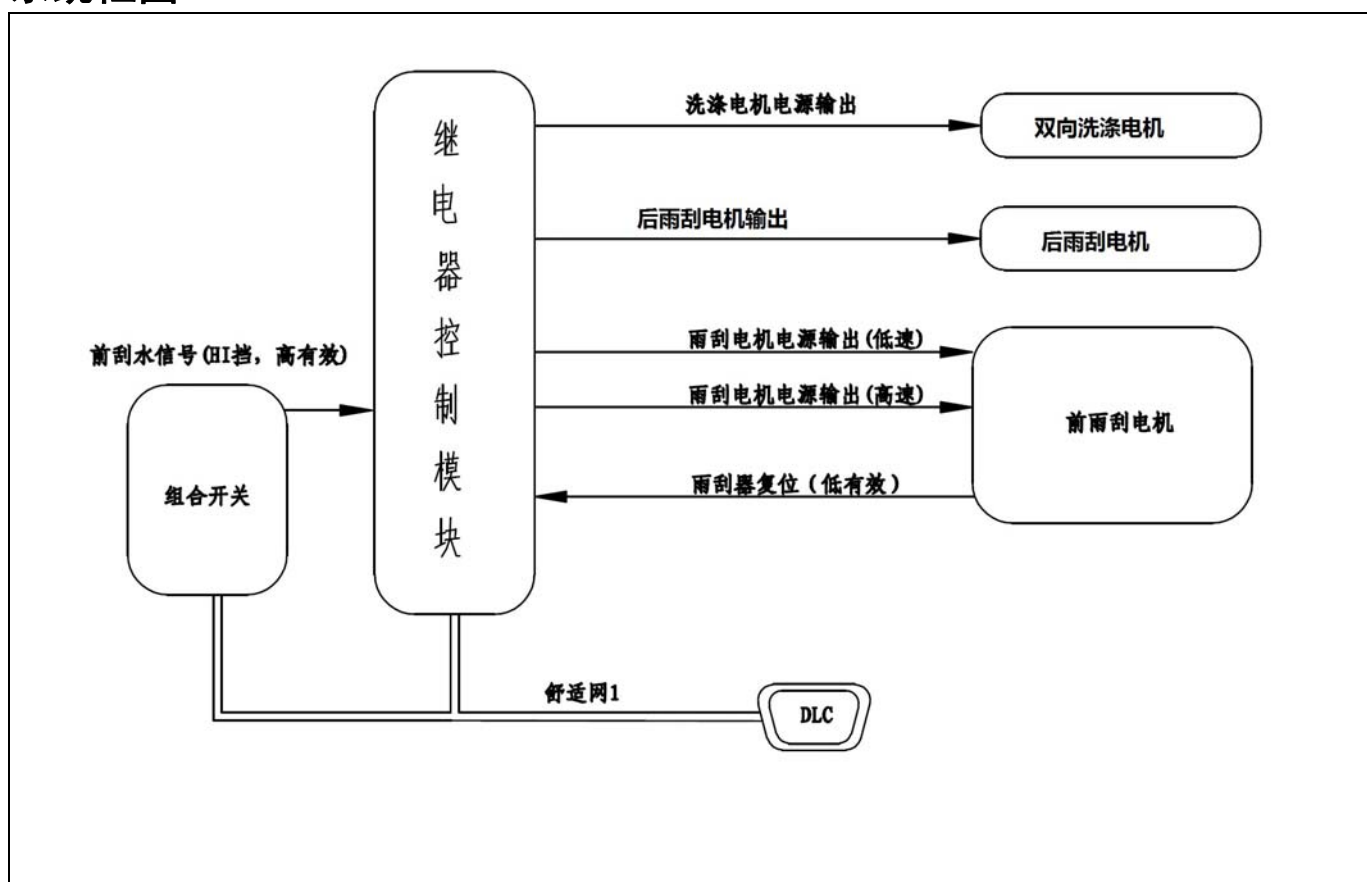 洗涤电机电源输出
双向洗涤电机
后雨刮电机输出
后雨刮电机
继电器控制模块
前刮水信号(HI挡，高有效)
雨刮电机电源输出(低速)
雨刮电机电源输出(高速)
前雨刮电机
组合开关
雨刮器复位（低有效）
舒适网1
DLC